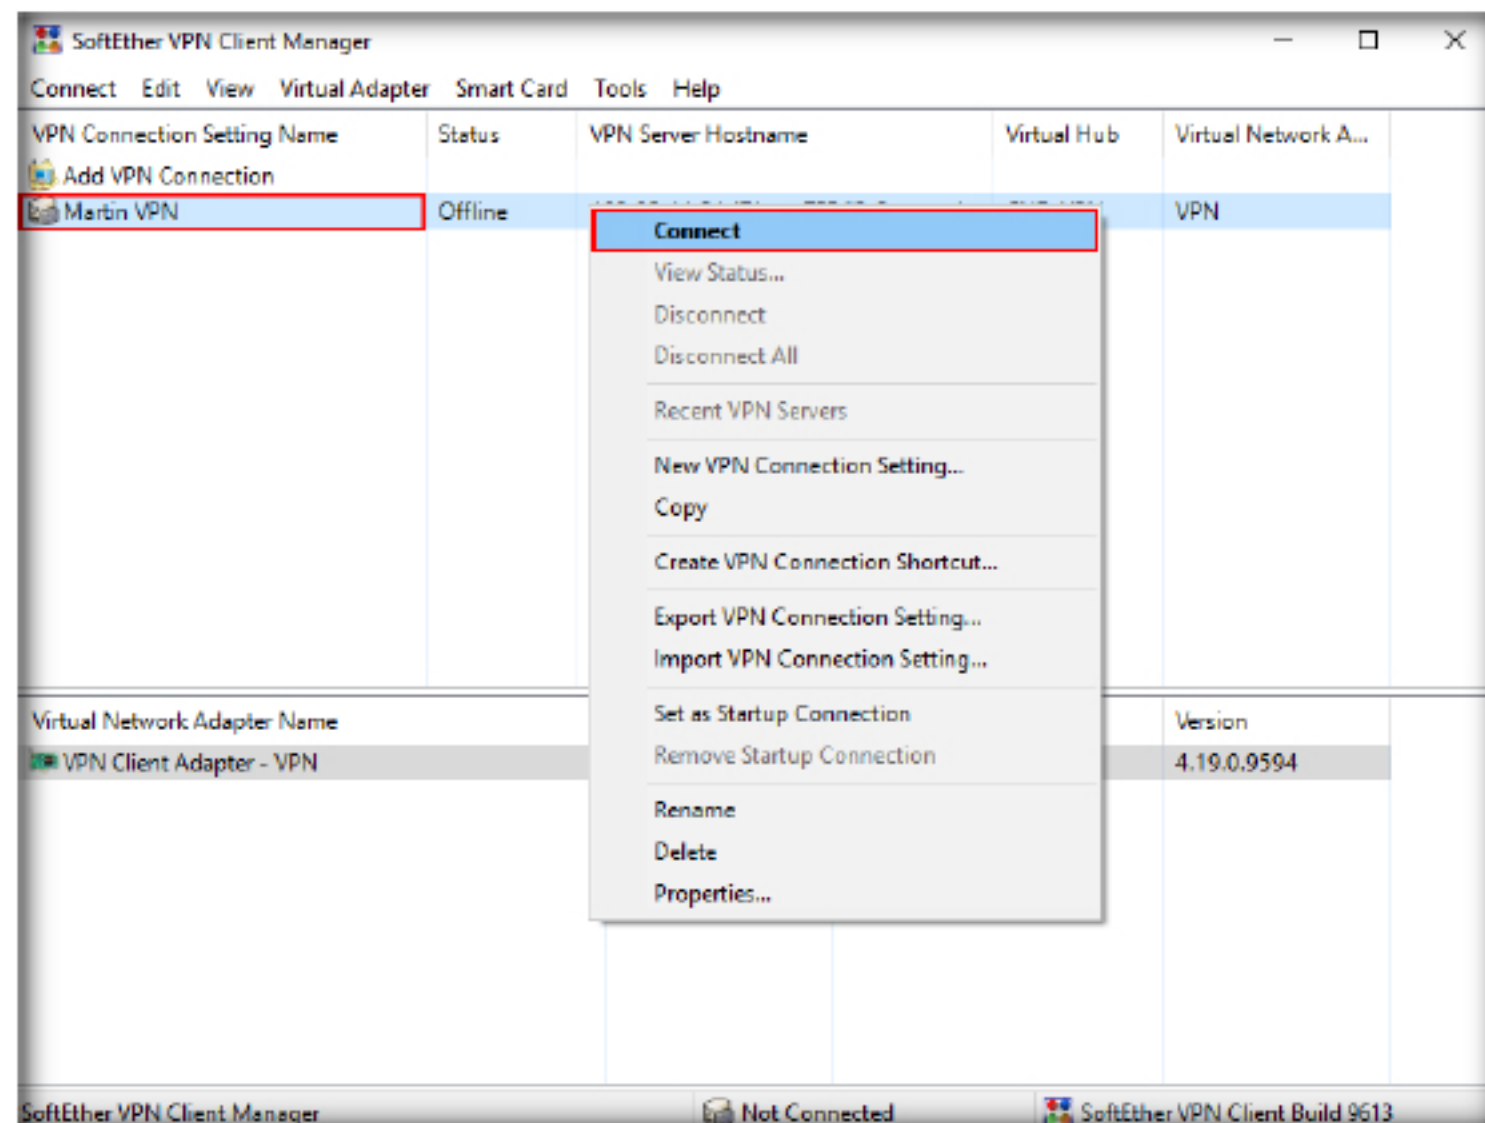 SoftEther VPN Client Manager
Connect Edit View Virtual Adapter Smart Card Tools Help
VPN Connection Setting Name Status VPN Server Hostname Virtual Hub Virtual Network A...
Add VPN Connection
Martin VPN Offline VPN
Connect
View Status...
Disconnect
Disconnect All
Recent VPN Servers
New VPN Connection Setting...
Copy
Create VPN Connection Shortcut...
Export VPN Connection Setting...
Import VPN Connection Setting...
Set as Startup Connection
Remove Startup Connection
Rename
Delete
Properties...
Virtual Network Adapter Name Version
VPN Client Adapter - VPN 4.19.0.9594
SoftEther VPN Client Manager Not Connected SoftEther VPN Client Build 9613